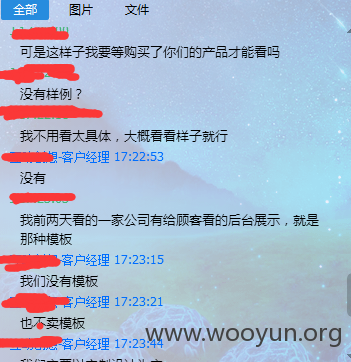 全部 图片 文件
可是这样子我要等购买了你们的产品才能看吗
没有样例？
我不用看太具体，大概看看样子就行
客户经理 17:22:53
没有
我前两天看的一家公司有给顾客看的后台展示，就是
那种模板
客户经理 17:23:15
我们没有模板
-客户经理 17:23:21
也不卖模板
www.wooyun.org
客户经理 17:23:44